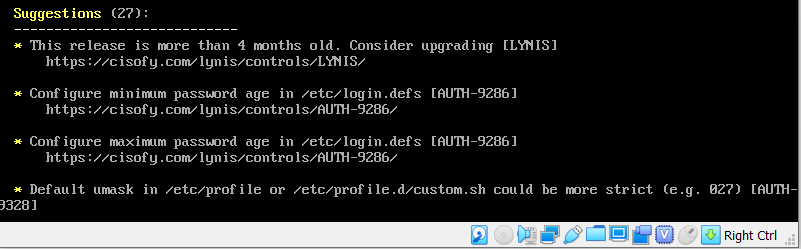 Suggestions (27):
----------------------------
* This release is more than 4 months old. Consider upgrading [LYNIS]
https://cisofy.com/lynis/controls/LYNIS/
* Configure minimum password age in /etc/login.defs [AUTH-9286]
https://cisofy.com/lynis/controls/AUTH-9286/
* Configure maximum password age in /etc/login.defs [AUTH-9286]
https://cisofy.com/lynis/controls/AUTH-9286/
* Default umask in /etc/profile or /etc/profile.d/custom.sh could be more strict (e.g. 027) [AUTH-
9328]
Right Ctrl